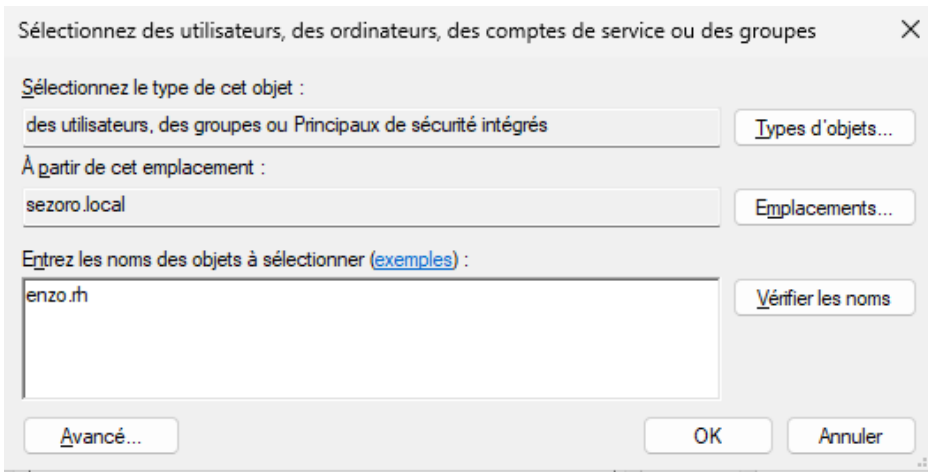 Sélectionnez des utilisateurs, des ordinateurs, des comptes de service ou des groupes
Sélectionnez le type de cet objet :
des utilisateurs, des groupes ou Principaux de sécurité intégrés
Types d'objets...
À partir de cet emplacement :
sezoro.local
Emplacements...
Entrez les noms des objets à sélectionner (exemples) :
enzo.rh
Vérifier les noms
Avancé...
OK
Annuler